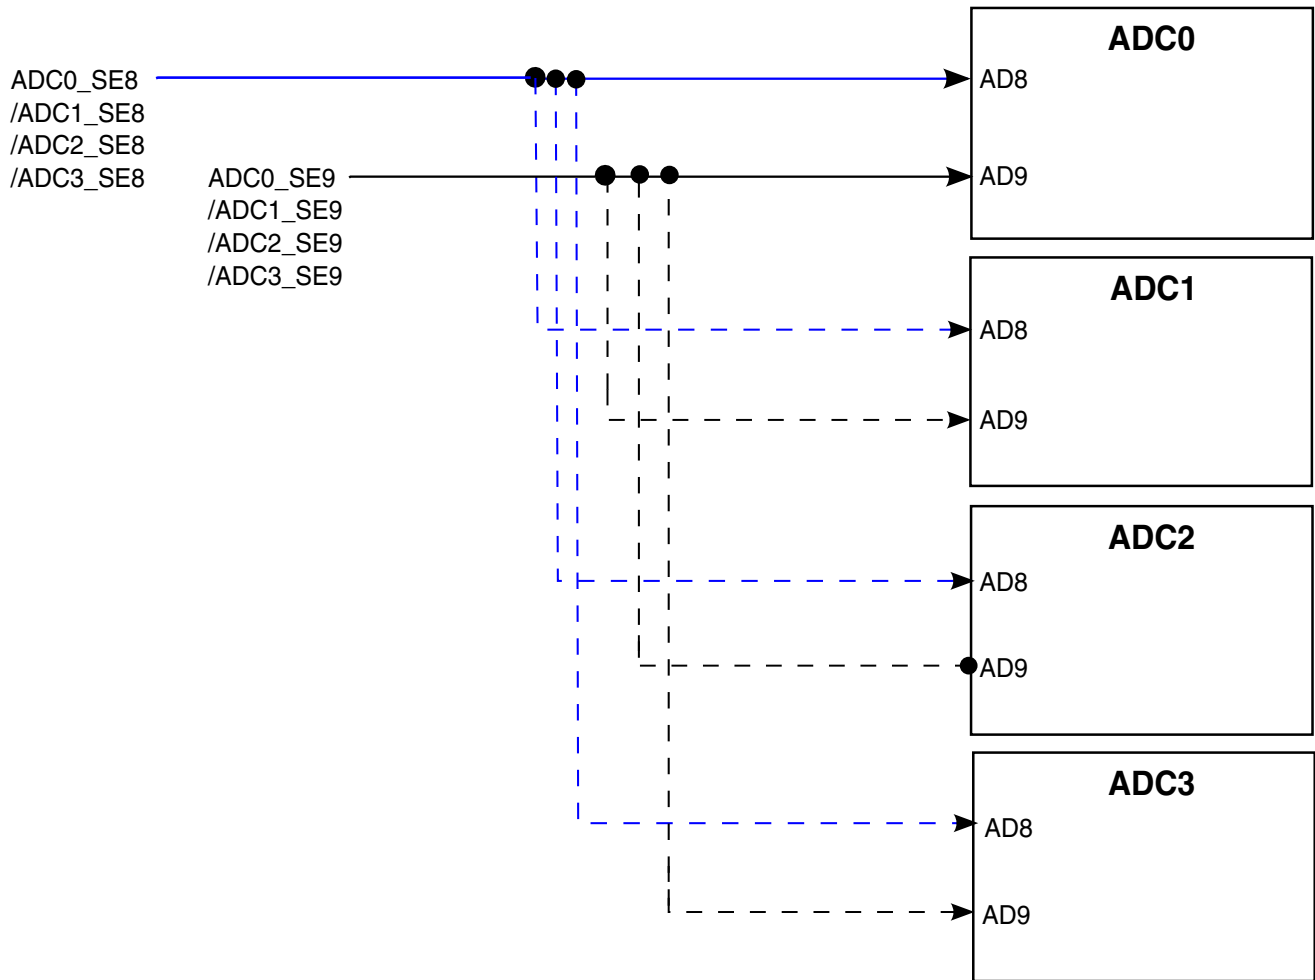 ADC0_SE8
/ADC1_SE8
/ADC2_SE8
/ADC3_SE8
ADC0_SE9
/ADC1_SE9
/ADC2_SE9
/ADC3_SE9
ADC0
AD8
AD9
ADC1
AD8
AD9
ADC2
AD8
AD9
ADC3
AD8
AD9